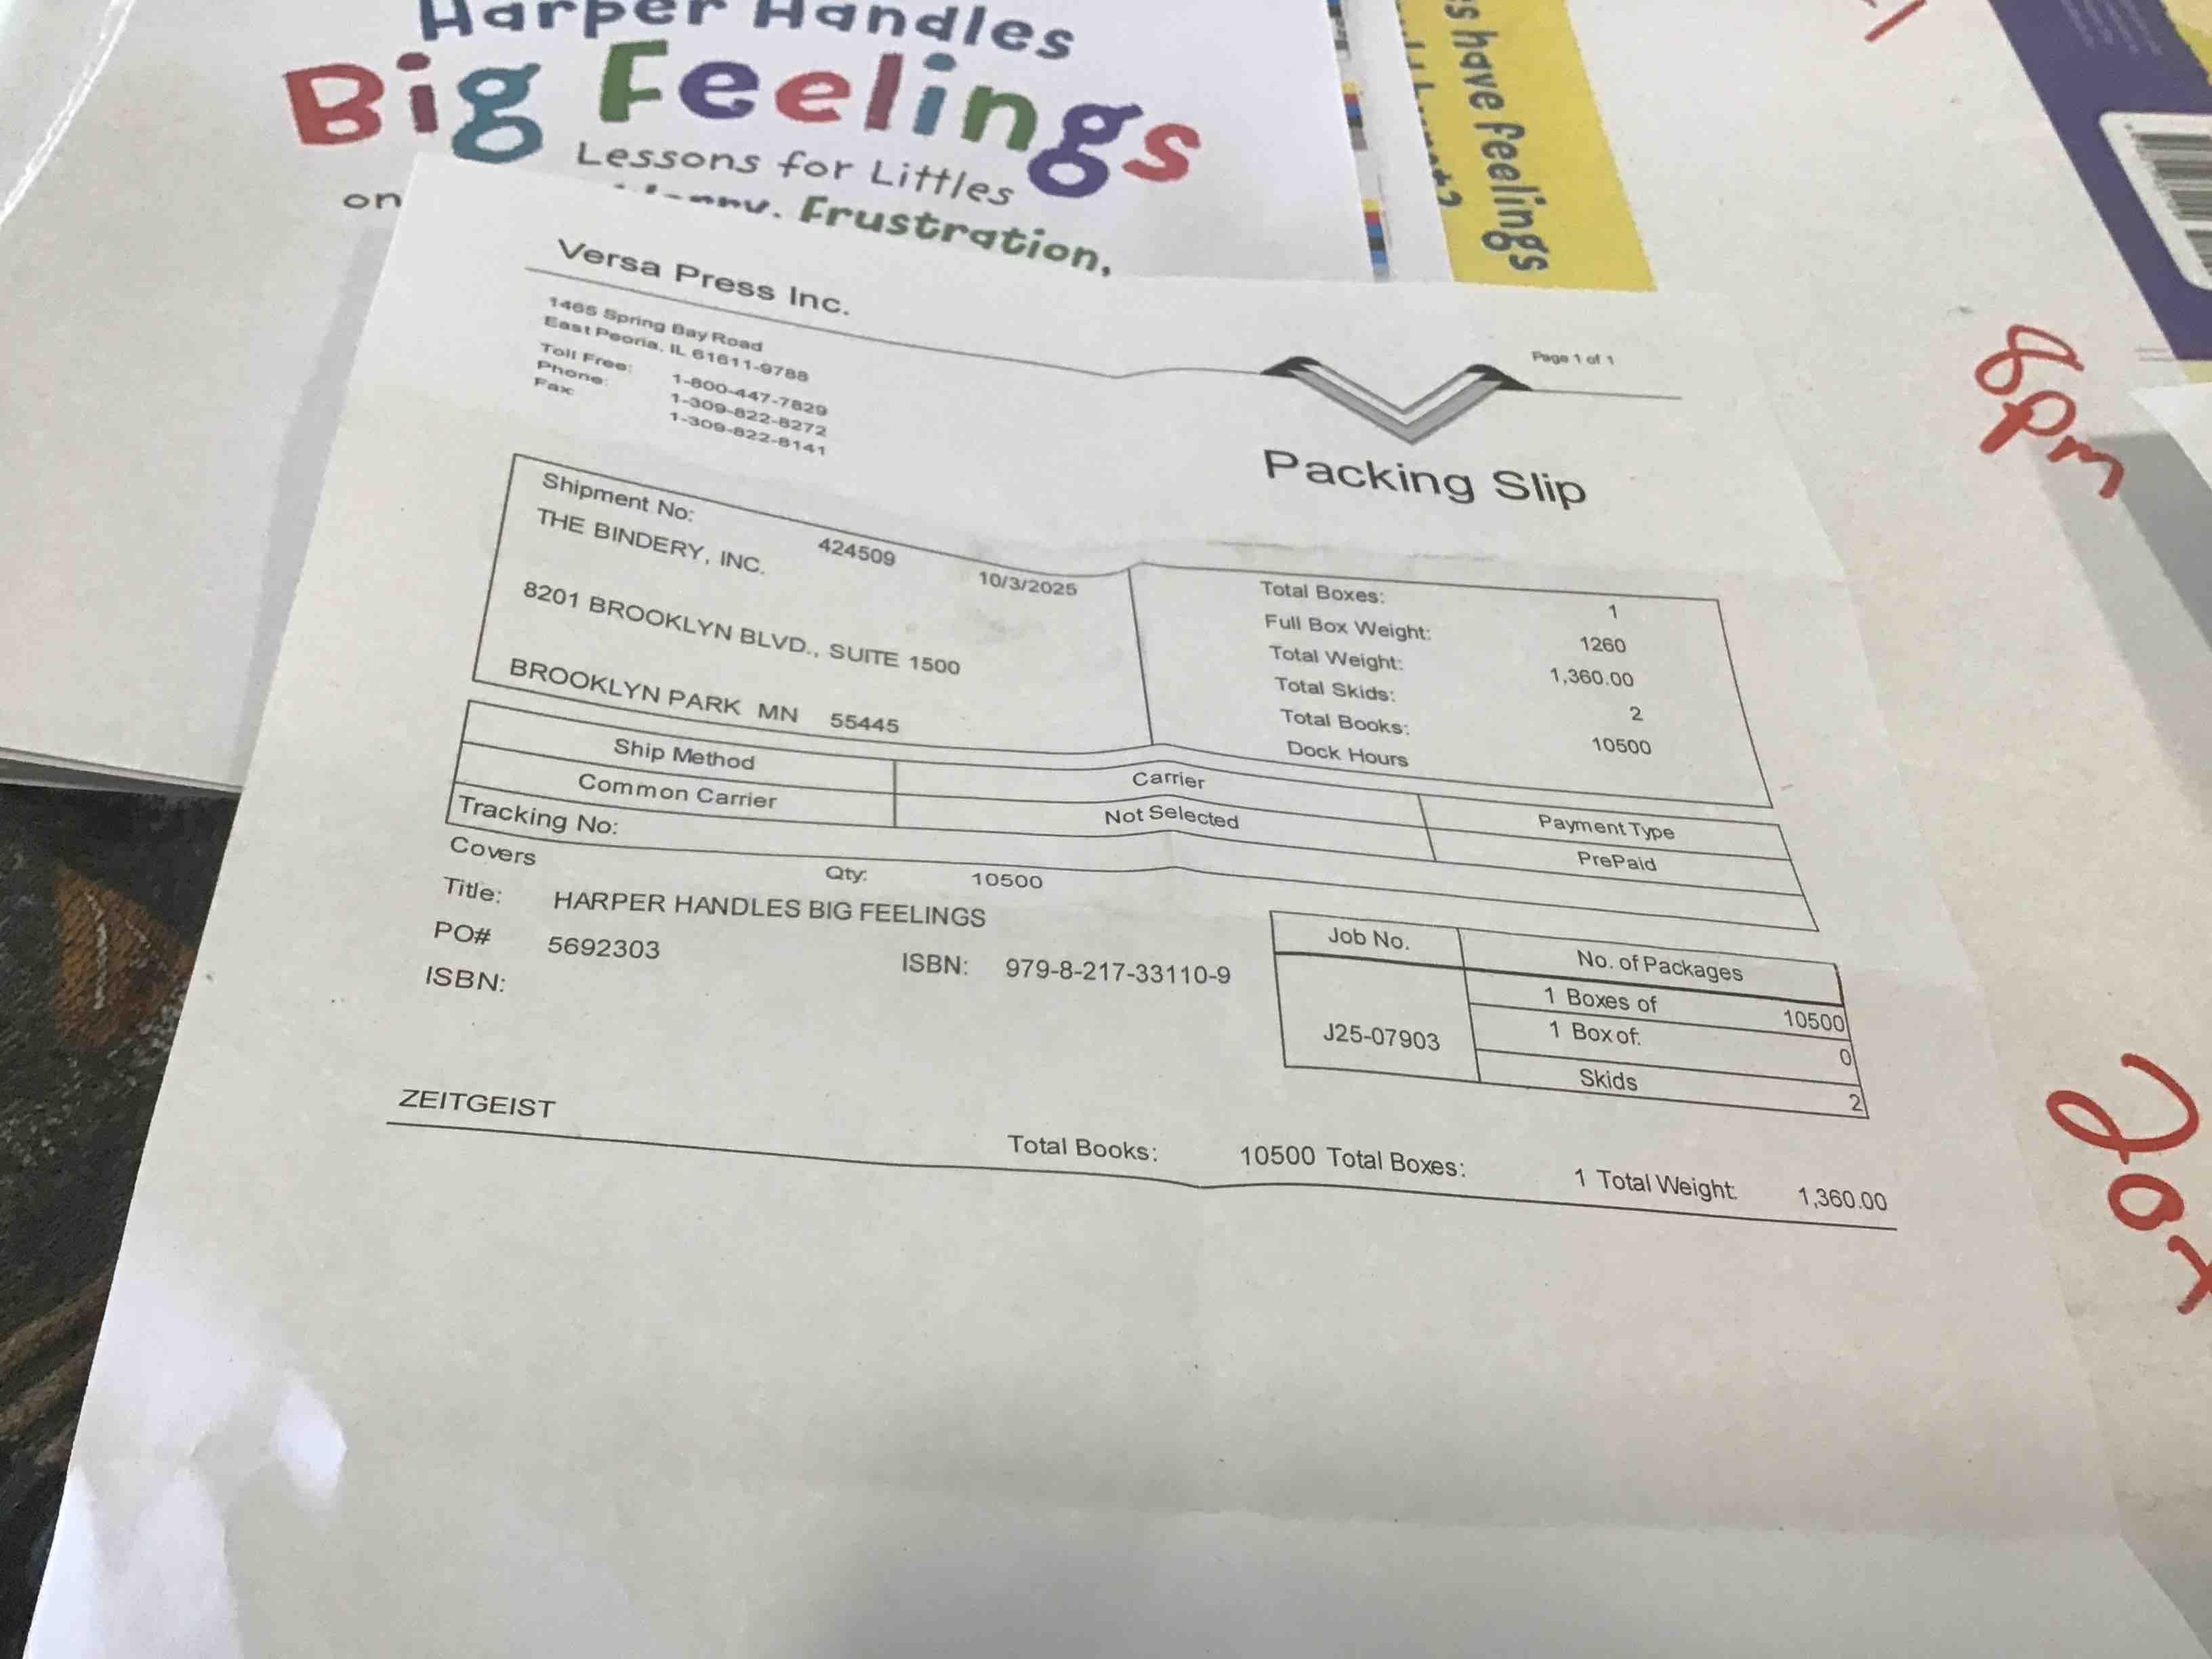 Harper Handles
Big Feelings
Lessons for Littles
on
Frustration,
s have feelings
8pm
Versa Press Inc.
1465 Spring Bay Road
East Peoria, IL 61611-9788
Toll Free: 1-800-447-7829
Phone: 1-309-822-8272
Fax 1-309-822-8141
Page 1 of 1
Packing Slip
Shipment No: 424509 10/3/2025
THE BINDERY, INC.
8201 BROOKLYN BLVD., SUITE 1500
BROOKLYN PARK MN 55445
Total Boxes: 1
Full Box Weight: 1260
Total Weight: 1,360.00
Total Skids: 2
Total Books: 10500
Dock Hours
Ship Method Carrier Payment Type
Common Carrier Not Selected PrePaid
Tracking No:
Covers Qty: 10500
Title: HARPER HANDLES BIG FEELINGS
PO# 5692303 ISBN: 979-8-217-33110-9
ISBN:
Job No. No. of Packages
J25-07903
1 Boxes of 10500
1 Box of: 0
Skids 2
ZEITGEIST
Total Books: 10500 Total Boxes: 1 Total Weight: 1,360.00